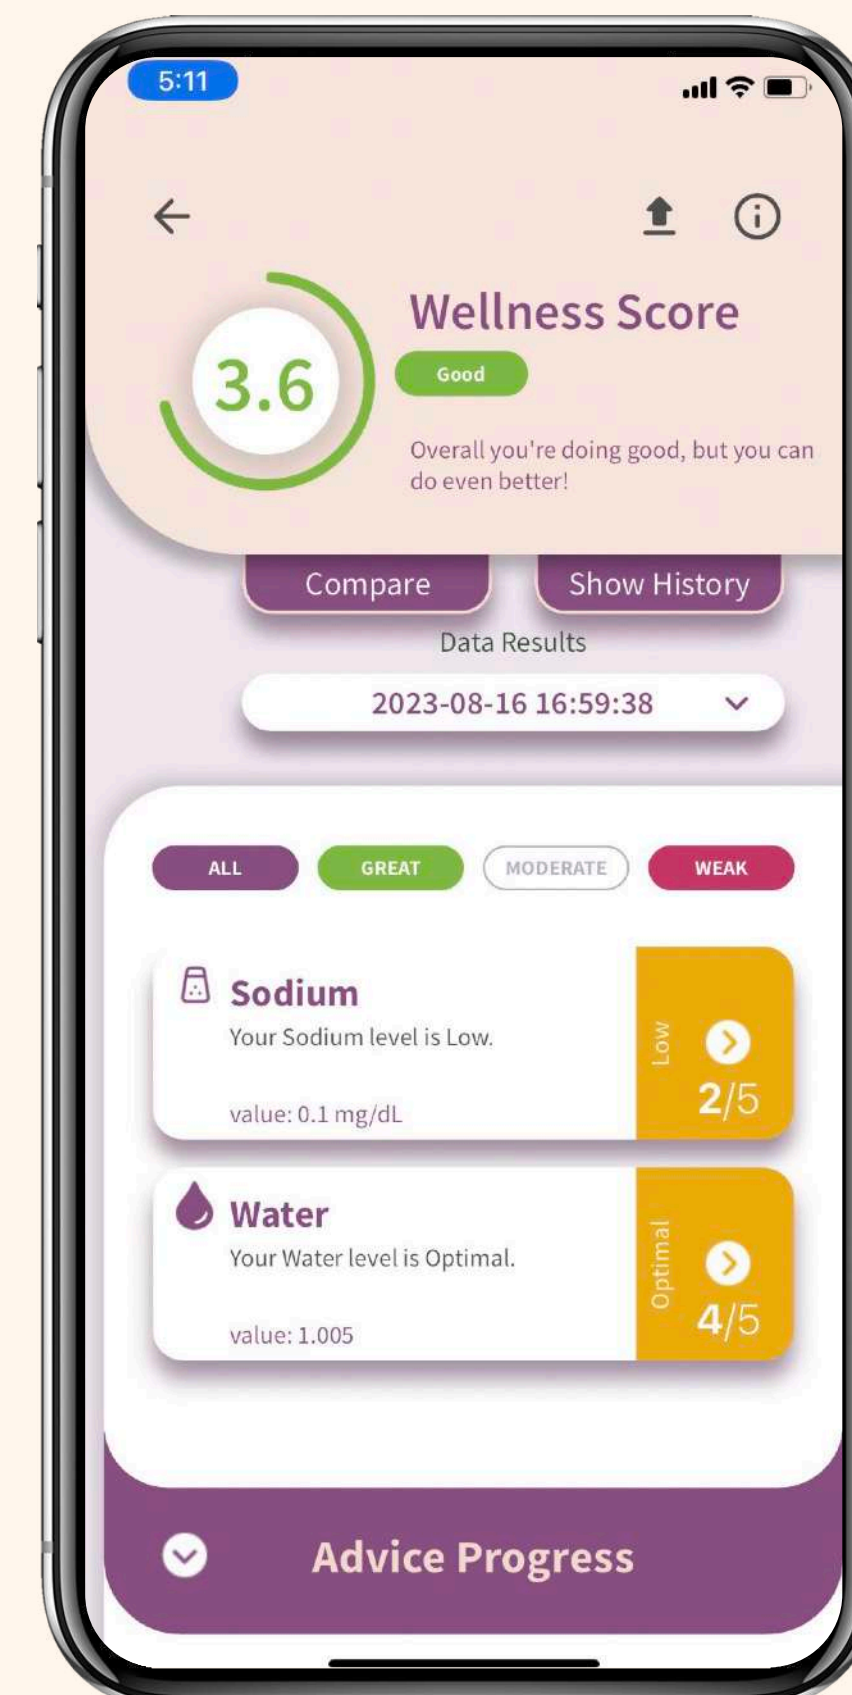 5:11
3.6
Wellness Score
Good
Overall you're doing good, but you can
do even better!
Compare
Show History
Data Results
2023-08-16 16:59:38
ALL
GREAT
MODERATE
WEAK
Sodium
Your Sodium level is Low.
value: 0.1 mg/dL
Low
2/5
Water
Your Water level is Optimal.
value: 1.005
Optimal
4/5
Advice Progress